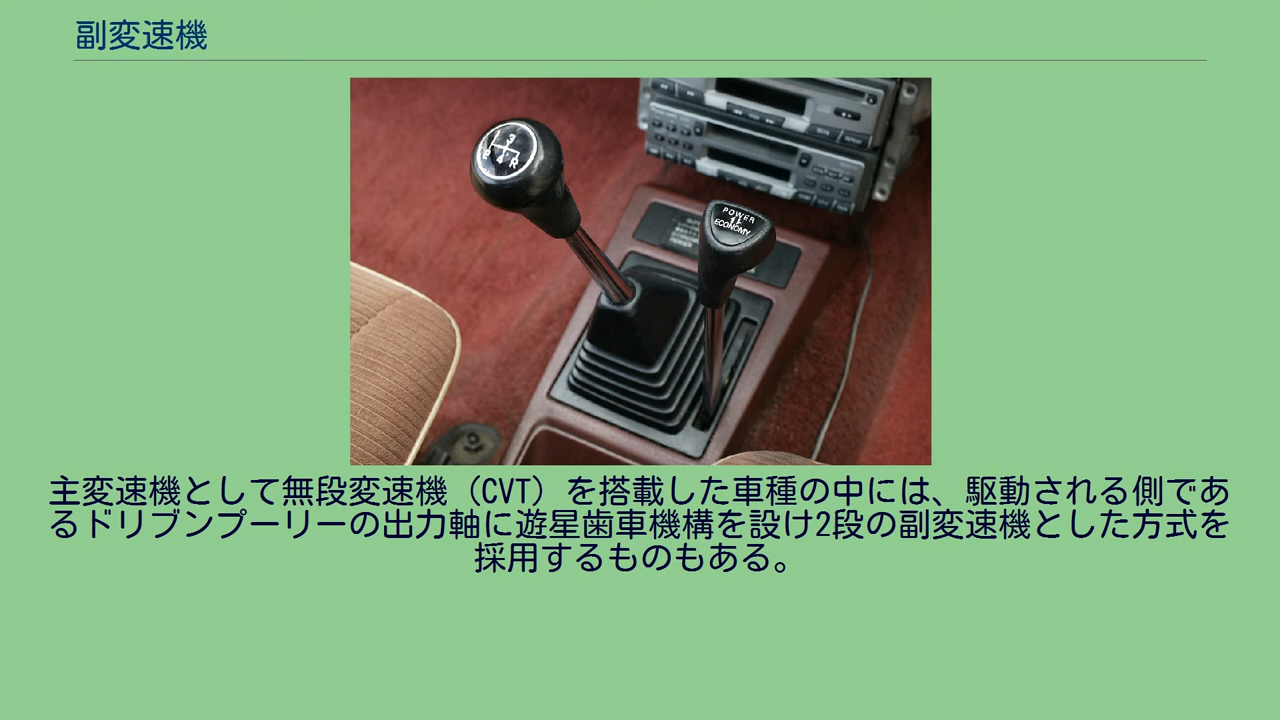 副変速機
3
4
R
POWER
ECONOMY
主変速機として無段変速機（CVT）を搭載した車種の中には、駆動される側であ
るドリブンプーリーの出力軸に遊星歯車機構を設け2段の副変速機とした方式を
採用するものもある。